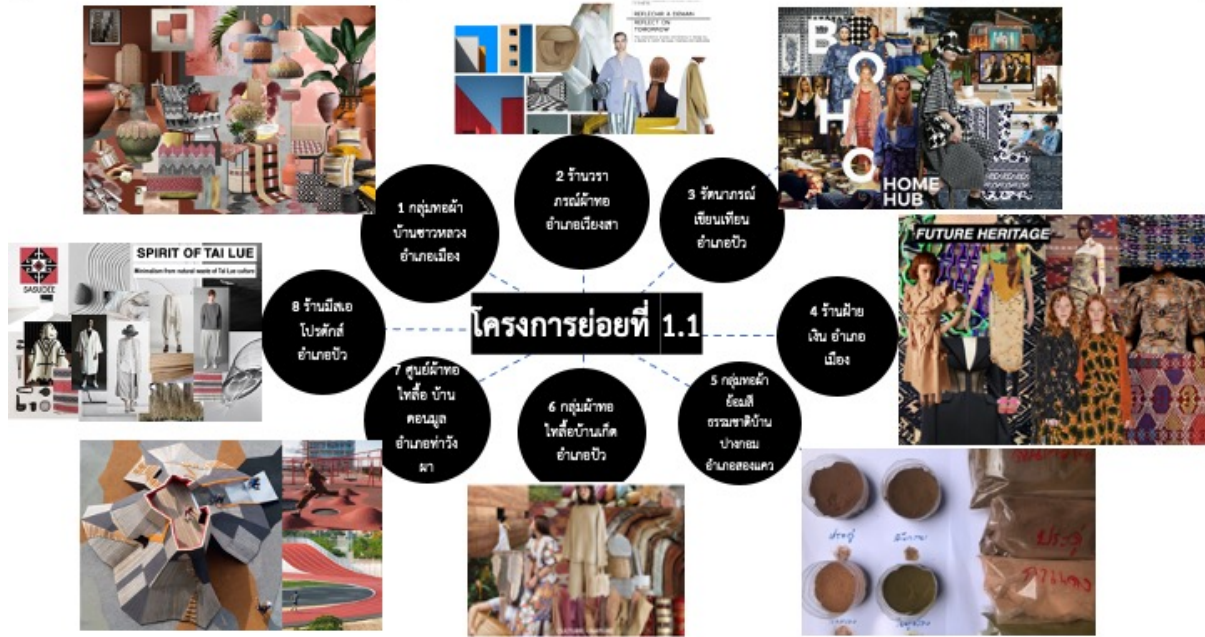 REFLECT ON
TOMORROW
BOHO
HOME
HUB
1 กลุ่มทอผ้า
บ้านซาวหลวง
อำเภอเมือง
2 ร้านวรา
ภรณ์ผ้าทอ
อำเภอเวียงสา
3 รัตนาภรณ์
เขียนเทียน
อำเภอปัว
FUTURE HERITAGE
SPIRIT OF TAI LUE
Minimalism from natural waste of Tai Lue culture
SASUDEE
8 ร้านมีสเอ
โปรดักส์
อำเภอปัว
โครงการย่อยที่ 1.1
4 ร้านฝ้าย
เงิน อำเภอ
เมือง
7 ศูนย์ผ้าทอ
ไทลื้อ บ้าน
ดอนมูล
อำเภอท่าวัง
ผา
6 กลุ่มผ้าทอ
ไทลื้อบ้านเก็ต
อำเภอปัว
5 กลุ่มทอผ้า
ย้อมสี
ธรรมชาติบ้าน
ปางกอม
อำเภอสองแคว
ประดู่
ประดู่